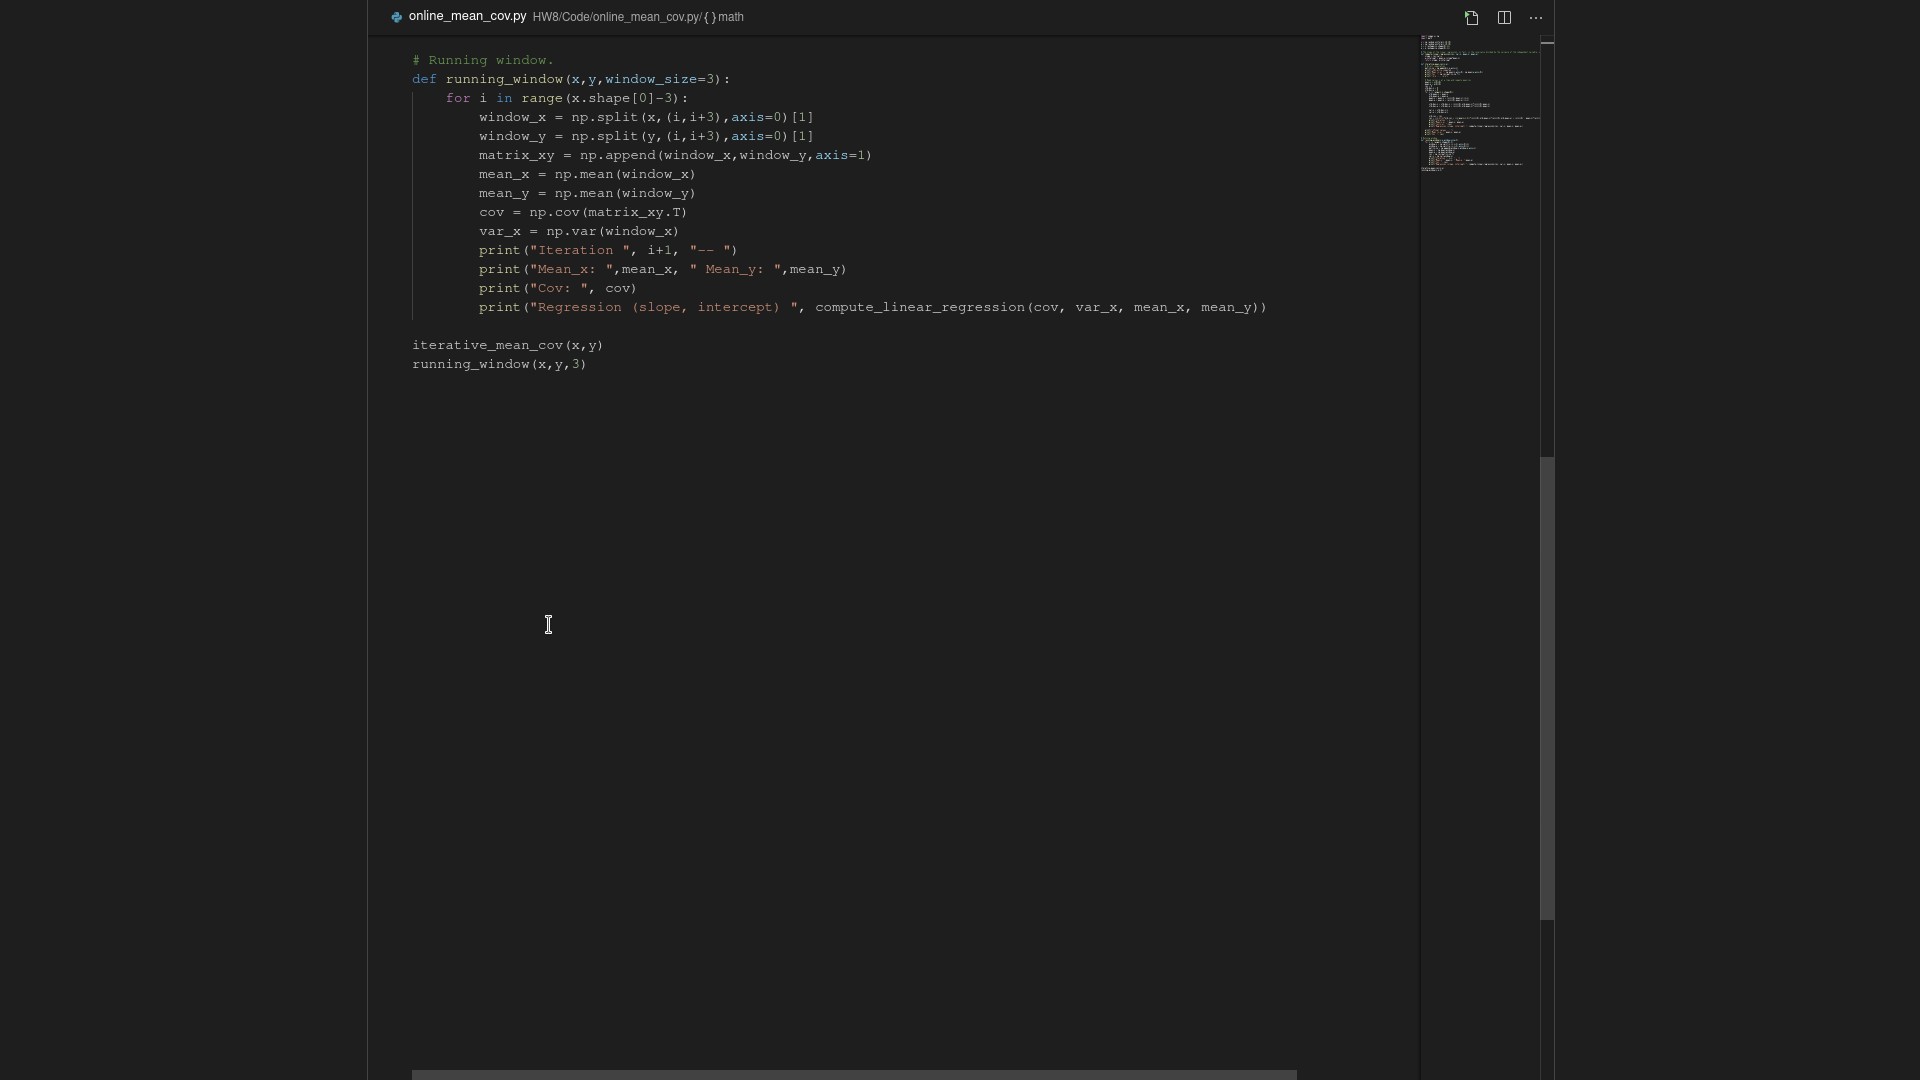 online_mean_cov.py HW8/Code/online_mean_cov.py/{ } math
# Running window.
def running_window(x,y,window_size=3):
    for i in range(x.shape[0]-3):
        window_x = np.split(x,(i,i+3),axis=0)[1]
        window_y = np.split(y,(i,i+3),axis=0)[1]
        matrix_xy = np.append(window_x,window_y,axis=1)
        mean_x = np.mean(window_x)
        mean_y = np.mean(window_y)
        cov = np.cov(matrix_xy.T)
        var_x = np.var(window_x)
        print("Iteration ", i+1, "-- ")
        print("Mean_x: ",mean_x, " Mean_y: ",mean_y)
        print("Cov: ", cov)
        print("Regression (slope, intercept) ", compute_linear_regression(cov, var_x, mean_x, mean_y))
iterative_mean_cov(x,y)
running_window(x,y,3)